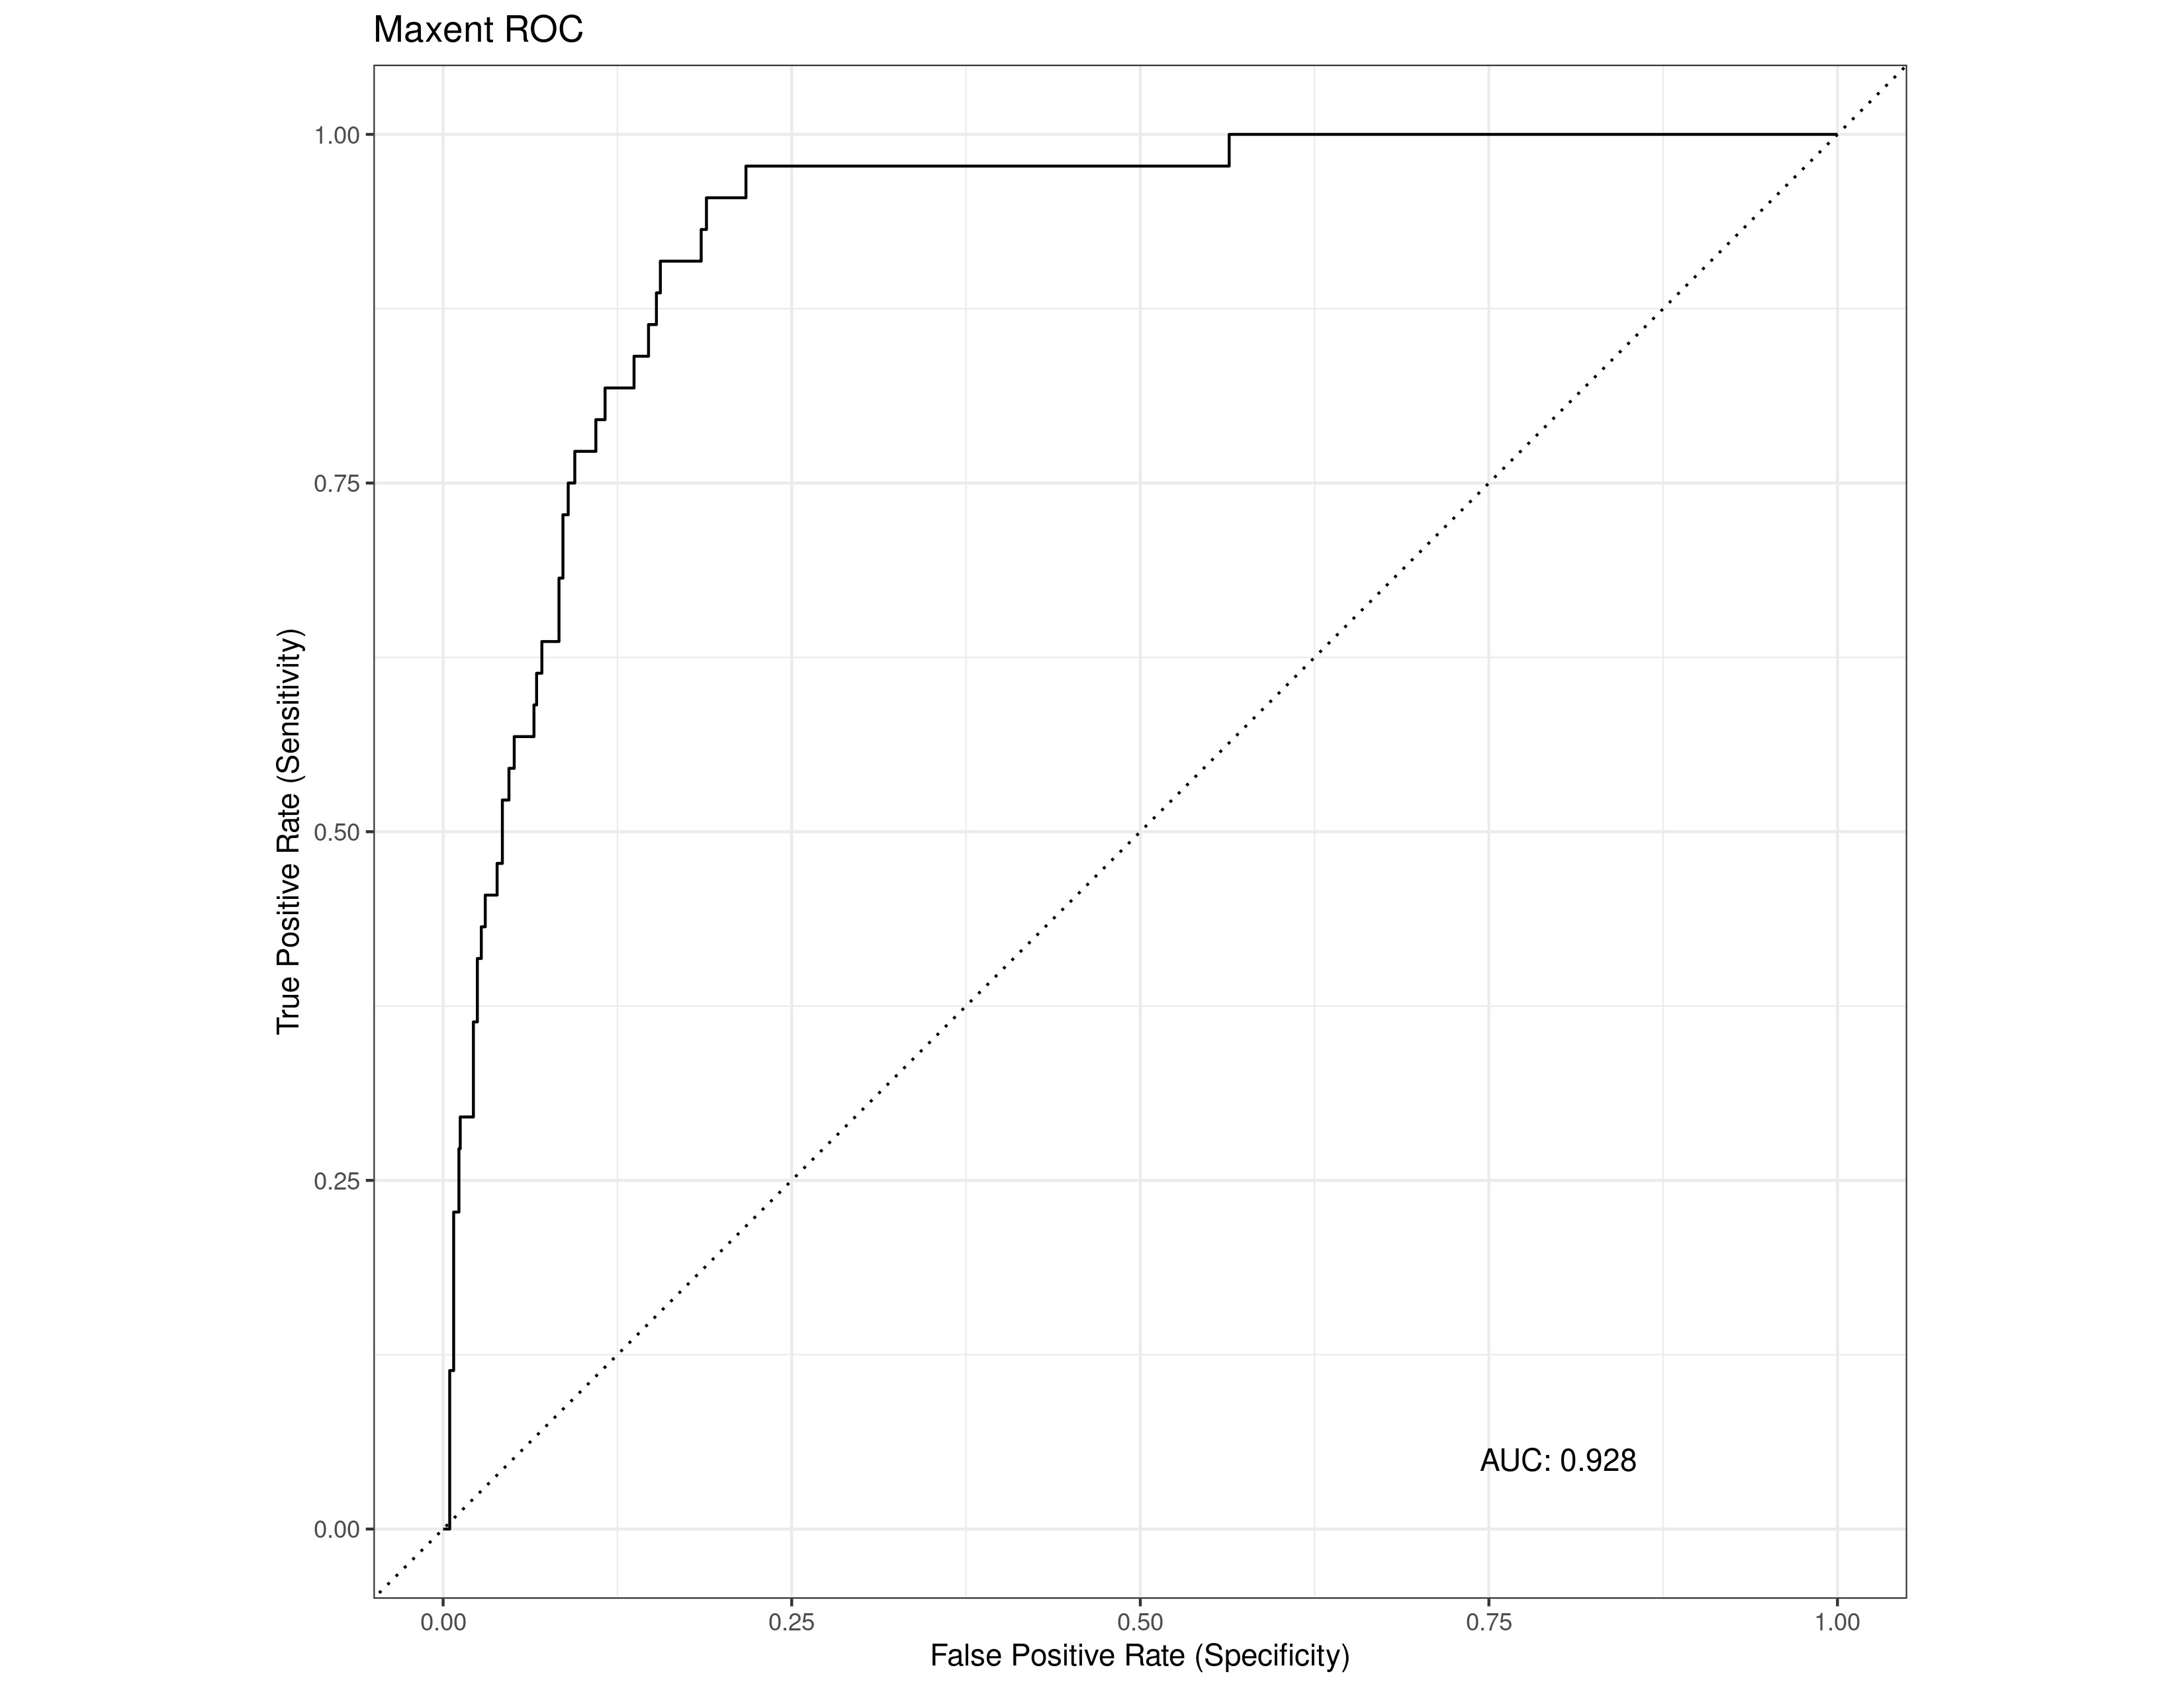 Maxent ROC
True Positive Rate (Sensitivity)
1.00
0.75
0.50
0.25
0.00
AUC: 0.928
0.00 0.25 0.50 0.75 1.00
False Positive Rate (Specificity)